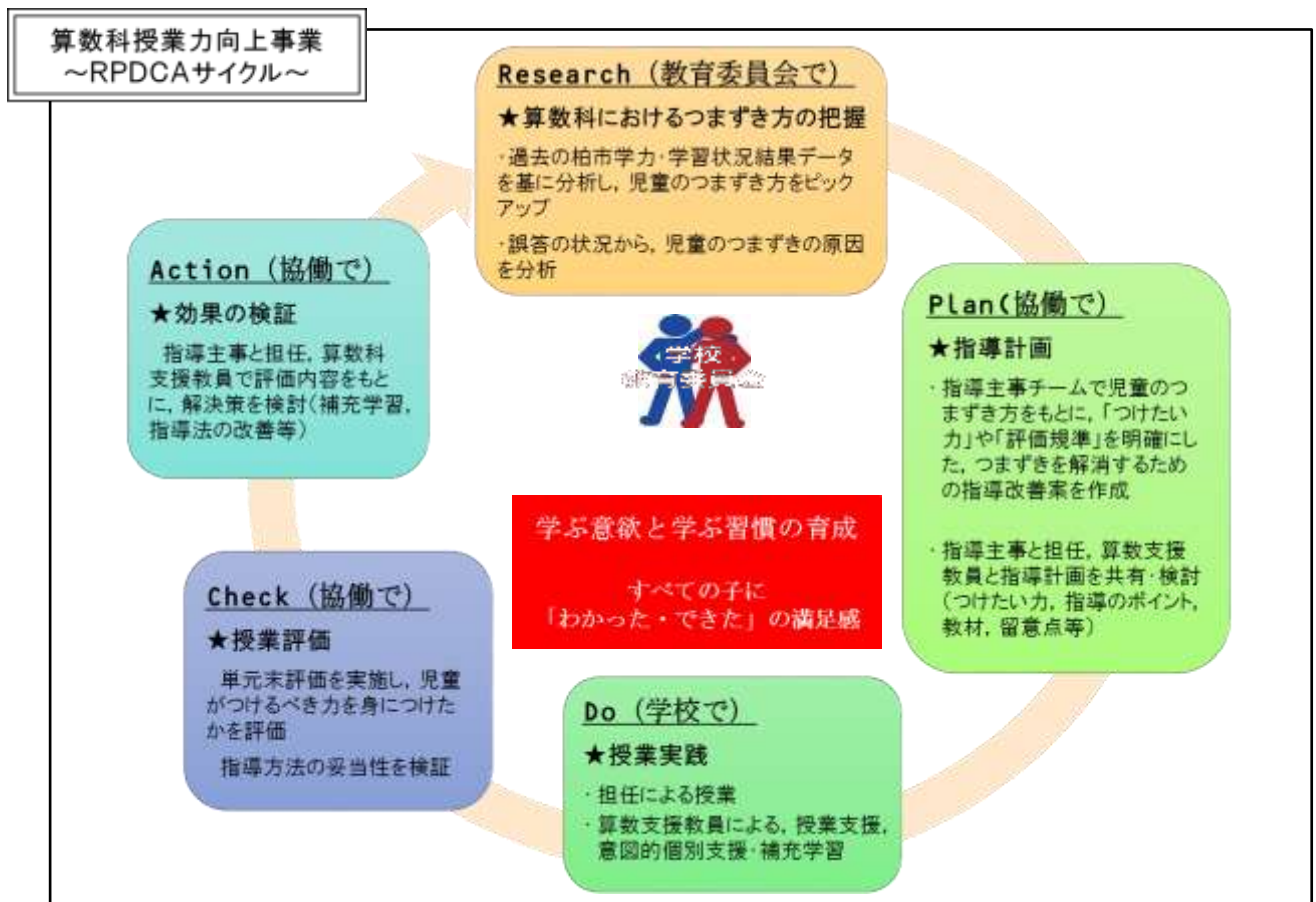 算数科授業力向上事業
～RPDCAサイクル～
Research（教育委員会で）
★算数科におけるつまずき方の把握
・過去の柏市学力・学習状況結果データ
を基に分析し，児童のつまずき方をピック
アップ
・誤答の状況から，児童のつまずきの原因
を分析
Plan(協働で）
★指導計画
・指導主事チームで児童のつ
まずき方をもとに，「つけたい
力」や「評価規準」を明確にし
た，つまずきを解消するため
の指導改善案を作成
・指導主事と担任，算数支援
教員と指導計画を共有・検討
（つけたい力，指導のポイント，
教材，留意点等）
Do（学校で）
★授業実践
・担任による授業
・算数支援教員による，授業支援，
意図的個別支援・補充学習
Check（協働で）
★授業評価
単元末評価を実施し，児童
がつけるべき力を身につけた
かを評価
指導方法の妥当性を検証
Action（協働で）
★効果の検証
指導主事と担任，算数科
支援教員で評価内容をもと
に，解決策を検討（補充学習，
指導法の改善等）
学校
教育委員会
学ぶ意欲と学ぶ習慣の育成
すべての子に
「わかった・できた」の満足感